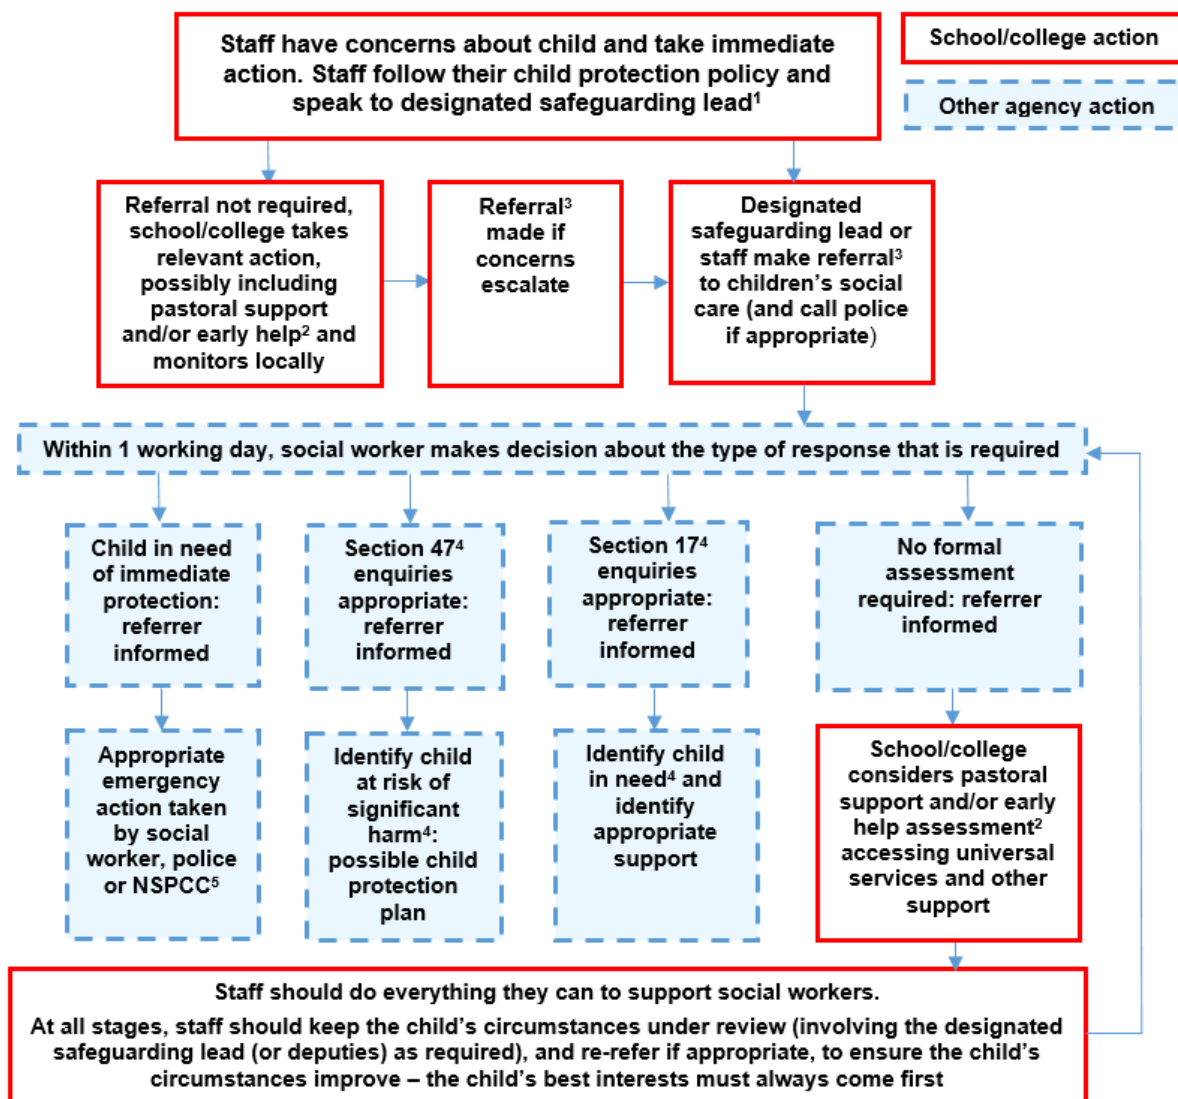 Staff have concerns about child and take immediate
action. Staff follow their child protection policy and
speak to designated safeguarding lead¹
School/college action
Other agency action
Referral not required,
school/college takes
relevant action,
possibly including
pastoral support
and/or early help² and
monitors locally
Referral³
made if
concerns
escalate
Designated
safeguarding lead or
staff make referral³
to children’s social
care (and call police
if appropriate)
Within 1 working day, social worker makes decision about the type of response that is required
Child in need
of immediate
protection:
referrer
informed
Section 47⁴
enquiries
appropriate:
referrer
informed
Section 17⁴
enquiries
appropriate:
referrer
informed
No formal
assessment
required: referrer
informed
Appropriate
emergency
action taken
by social
worker, police
or NSPCC⁵
Identify child
at risk of
significant
harm⁴:
possible child
protection
plan
Identify child
in need⁴ and
identify
appropriate
support
School/college
considers pastoral
support and/or early
help assessment²
accessing universal
services and other
support
Staff should do everything they can to support social workers.
At all stages, staff should keep the child’s circumstances under review (involving the designated
safeguarding lead (or deputies) as required), and re-refer if appropriate, to ensure the child’s
circumstances improve – the child’s best interests must always come first